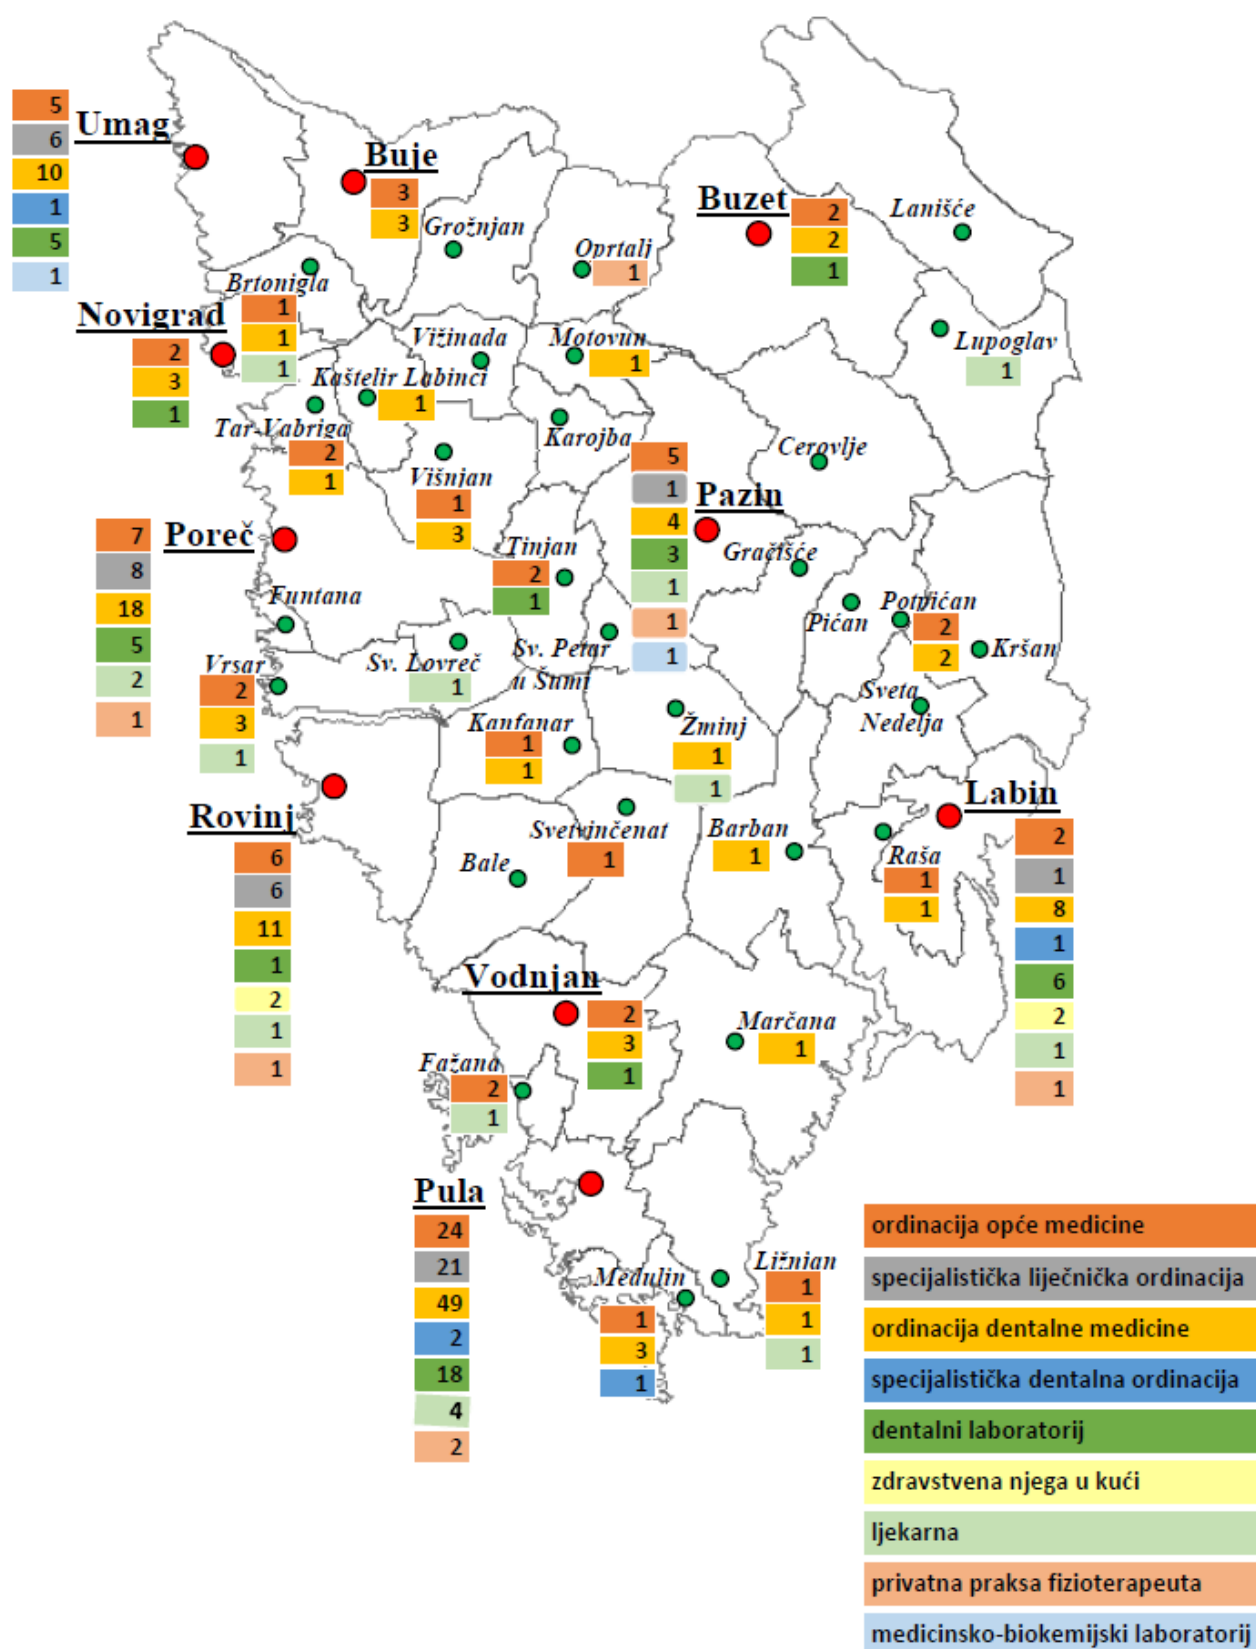 Umag
5
6
10
1
5
1
Buje
3
3
Grožnjan
Oprtalj
1
Buzet
2
2
1
Lanišće
Lupoglav
1
Brtonigla
1
1
1
Novigrad
2
3
1
Vižinada
Motovun
1
Kaštelir Labinci
1
Tar-Vabriga
2
1
Karojba
Cerovlje
Višnjan
1
3
5
1
4
3
1
1
1
Pazin
Gračišće
Poreč
7
8
18
5
2
1
Tinjan
2
1
Funtana
Pićan
Potpićan
2
2
Kršan
Vrsar
2
3
1
Sv. Lovreč
1
Sv. Petar
u Šumi
Sveta
Nedelja
Kanfanar
1
1
Žminj
1
1
Rovinj
6
6
11
1
2
1
1
Labin
2
1
8
1
6
2
1
1
Svetvinčenat
1
Barban
1
Raša
1
1
Bale
Vodnjan
2
3
1
Marčana
1
Fažana
2
1
Pula
24
21
49
2
18
4
2
Medulin
1
3
1
Ližnjan
1
1
1
ordinacija opće medicine
specijalistička liječnička ordinacija
ordinacija dentalne medicine
specijalistička dentalna ordinacija
dentalni laboratorij
zdravstvena njega u kući
ljekarna
privatna praksa fizioterapeuta
medicinsko-biokemijski laboratorij